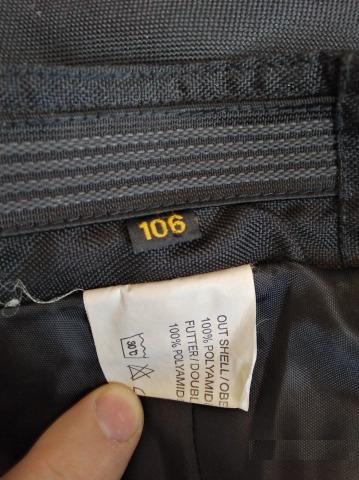 106
OUT SHELL/OBE
100% POLYAMID
FUTTER/DOUBL
100% POLYAMID
30°C